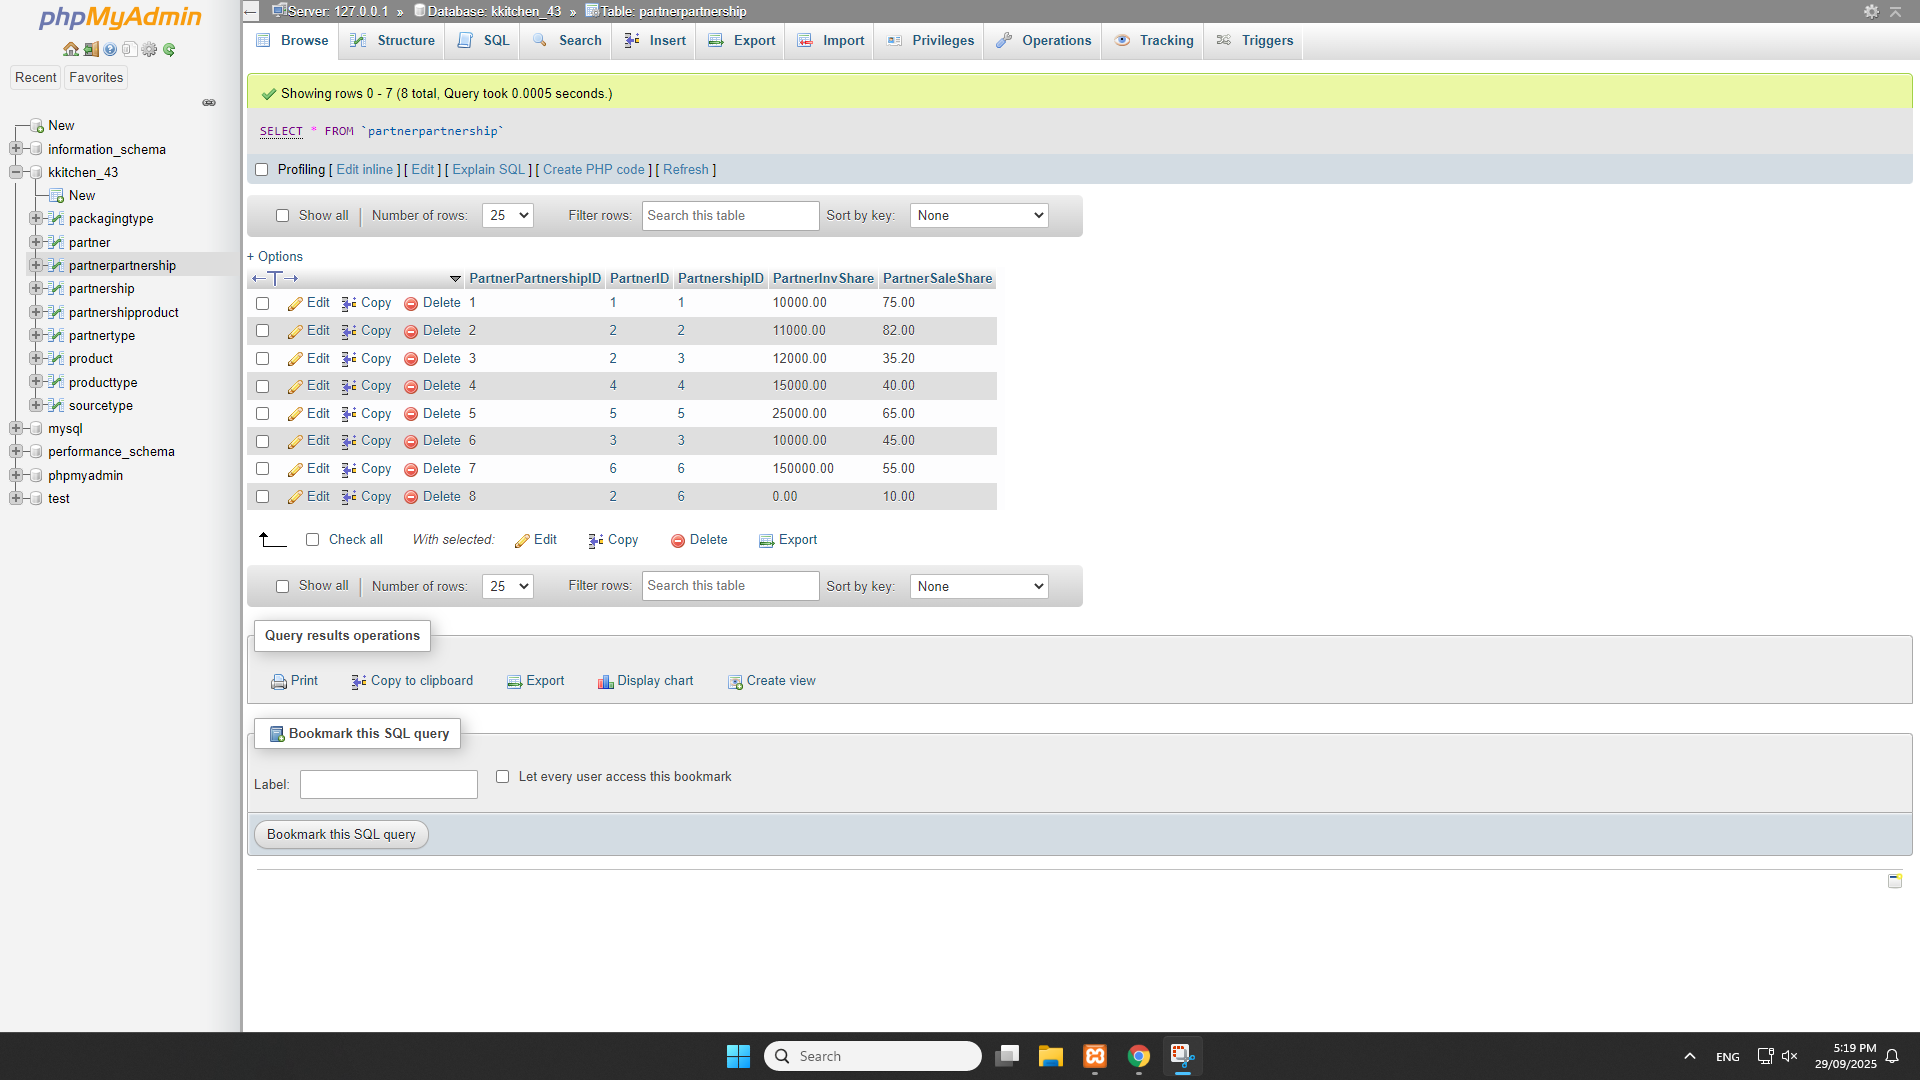 phpMyAdmin
Recent Favorites
New
information_schema
kkitchen_43
New
packagingtype
partner
partnerpartnership
partnership
partnershipproduct
partnertype
product
producttype
sourcetype
mysql
performance_schema
phpmyadmin
test
Server: 127.0.0.1 » Database: kkitchen_43 » Table: partnerpartnership
Browse Structure SQL Search Insert Export Import Privileges Operations Tracking Triggers
Showing rows 0 - 7 (8 total, Query took 0.0005 seconds.)
SELECT * FROM `partnerpartnership`
Profiling [ Edit inline ] [ Edit ] [ Explain SQL ] [ Create PHP code ] [ Refresh ]
Show all | Number of rows: 25 Filter rows: Search this table Sort by key: None
+ Options
←T→ PartnerPartnershipID PartnerID PartnershipID PartnerInvShare PartnerSaleShare
Edit Copy Delete 1 1 1 10000.00 75.00
Edit Copy Delete 2 2 2 11000.00 82.00
Edit Copy Delete 3 2 3 12000.00 35.20
Edit Copy Delete 4 4 4 15000.00 40.00
Edit Copy Delete 5 5 5 25000.00 65.00
Edit Copy Delete 6 3 3 10000.00 45.00
Edit Copy Delete 7 6 6 150000.00 55.00
Edit Copy Delete 8 2 6 0.00 10.00
Check all With selected: Edit Copy Delete Export
Show all | Number of rows: 25 Filter rows: Search this table Sort by key: None
Query results operations
Print Copy to clipboard Export Display chart Create view
Bookmark this SQL query
Label: Let every user access this bookmark
Bookmark this SQL query
Search
ENG
5:19 PM
29/09/2025